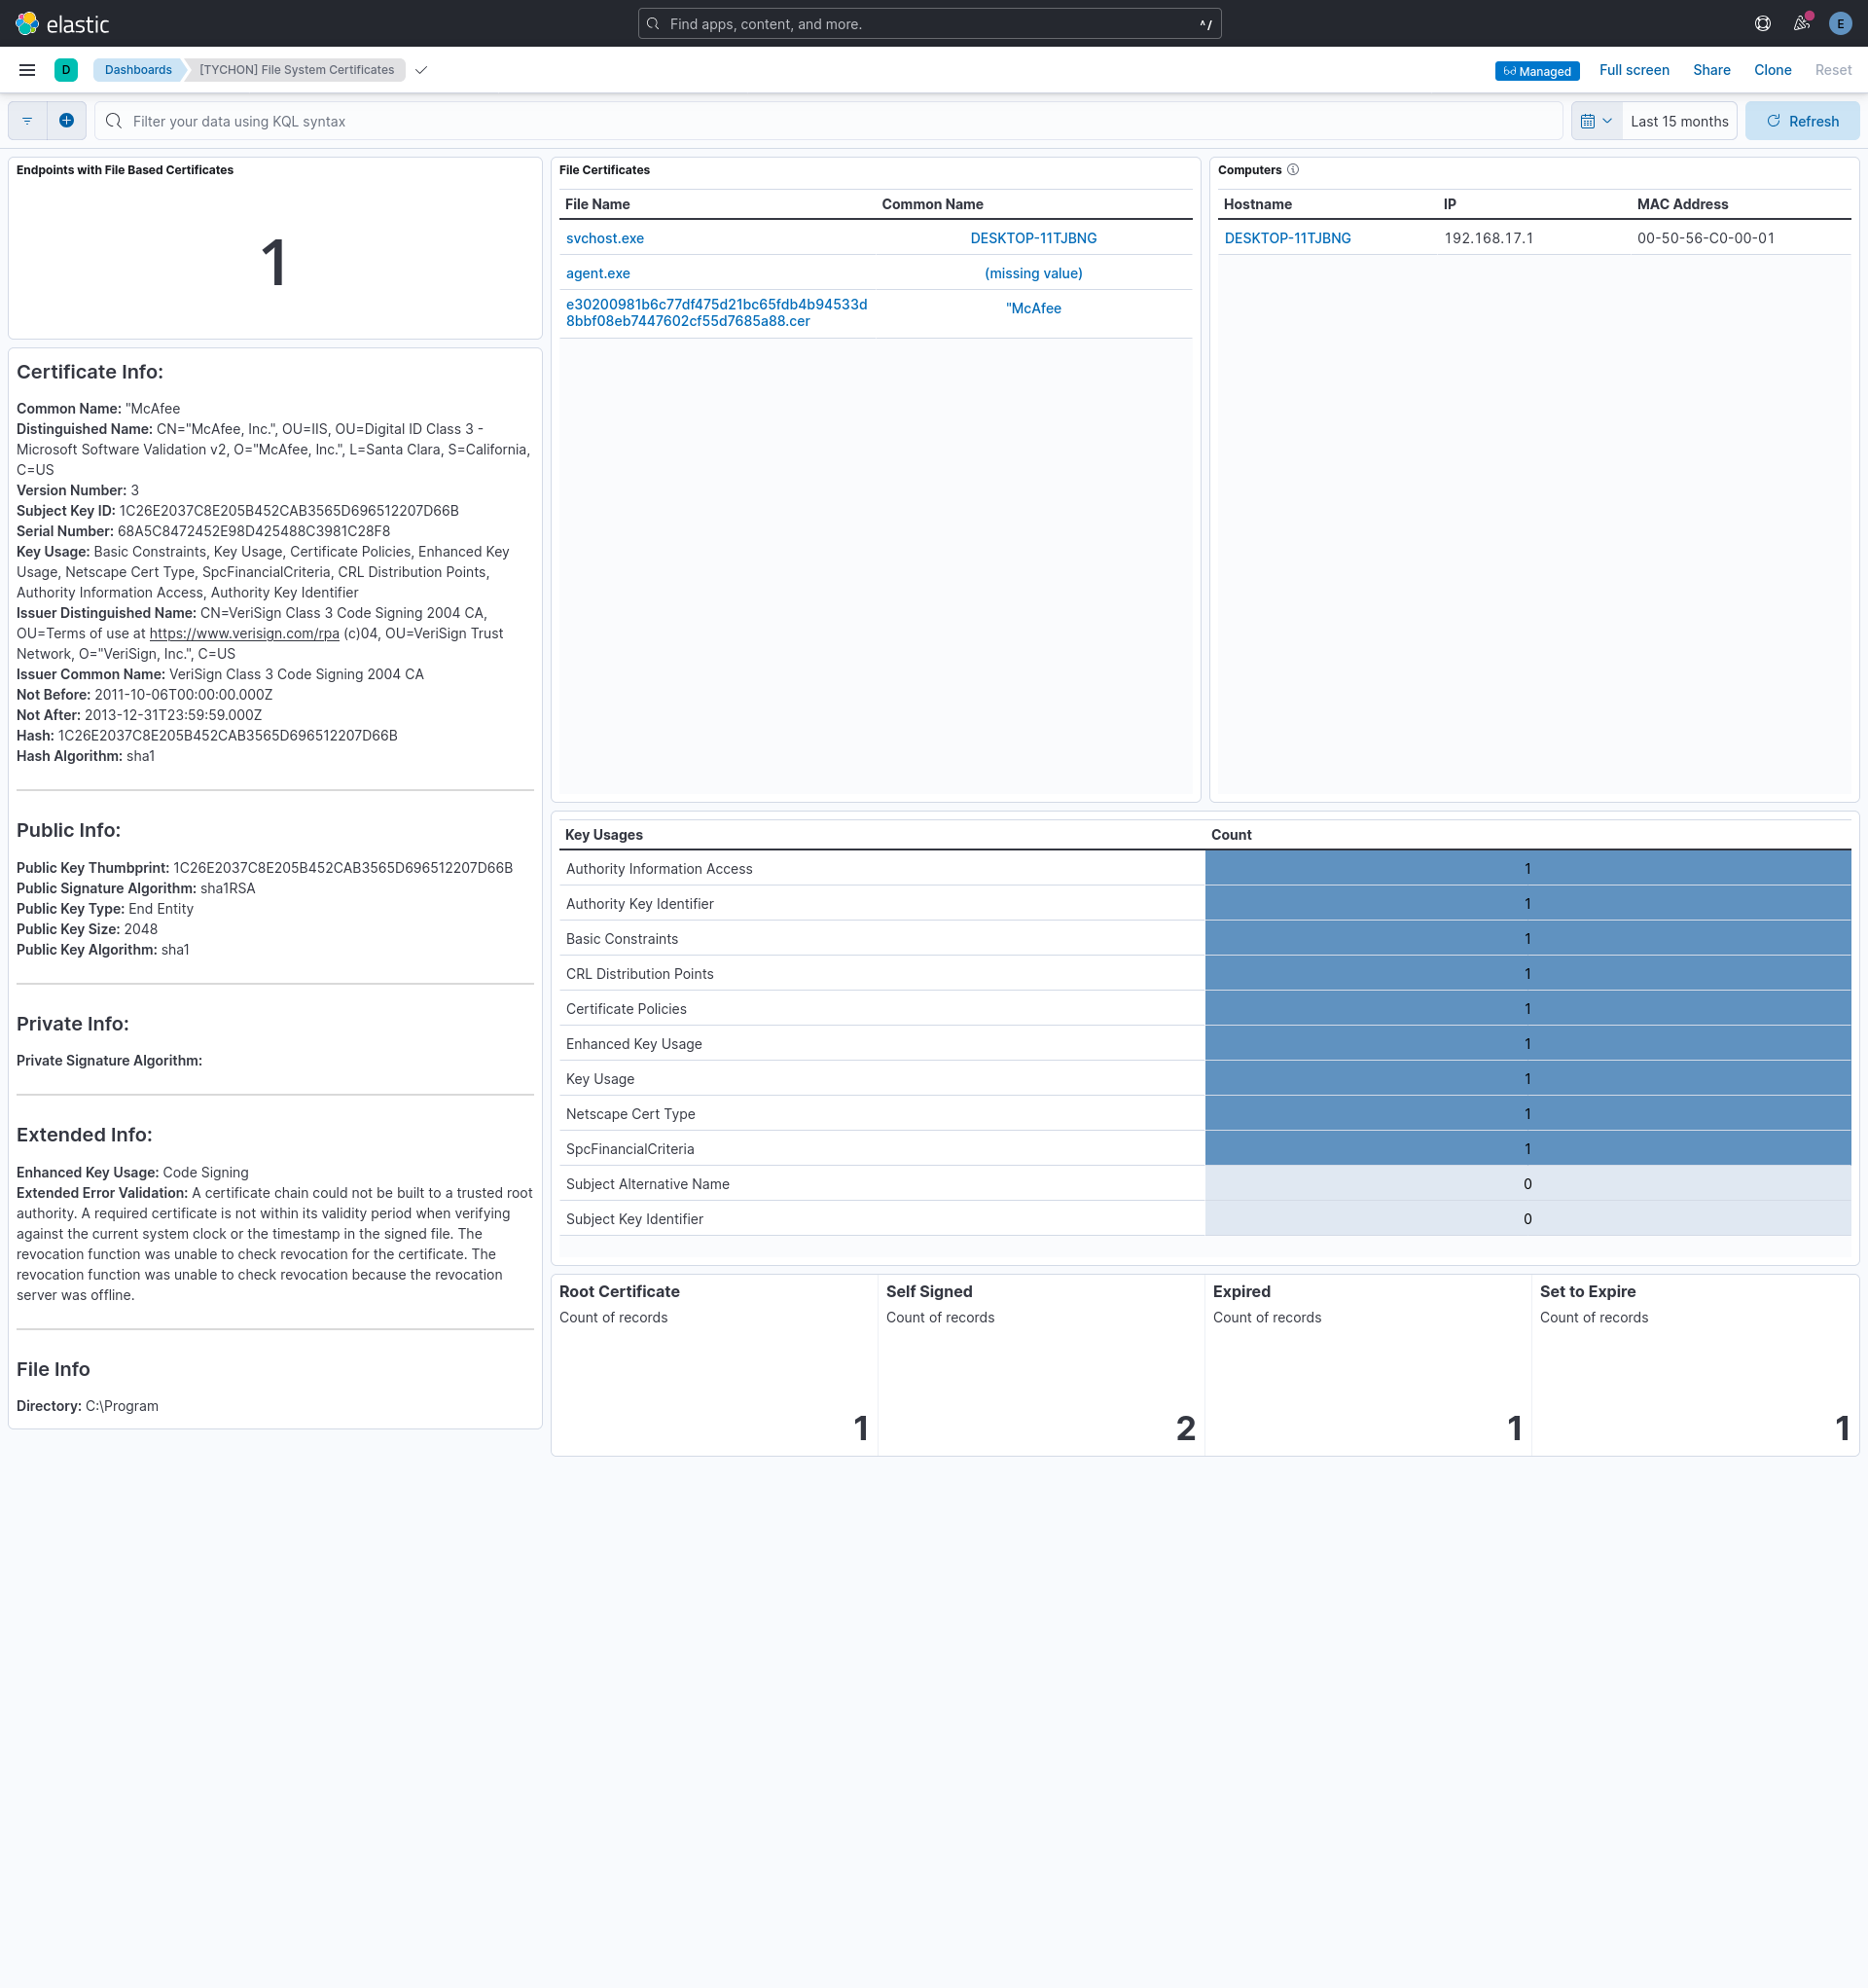 elastic
Find apps, content, and more.
^/
E
D
Dashboards
[TYCHON] File System Certificates
Managed
Full screen
Share
Clone
Reset
Filter your data using KQL syntax
Last 15 months
Refresh
Endpoints with File Based Certificates
1
Certificate Info:
Common Name: "McAfee
Distinguished Name: CN="McAfee, Inc.", OU=IIS, OU=Digital ID Class 3 -
Microsoft Software Validation v2, O="McAfee, Inc.", L=Santa Clara, S=California,
C=US
Version Number: 3
Subject Key ID: 1C26E2037C8E205B452CAB3565D696512207D66B
Serial Number: 68A5C8472452E98D425488C3981C28F8
Key Usage: Basic Constraints, Key Usage, Certificate Policies, Enhanced Key
Usage, Netscape Cert Type, SpcFinancialCriteria, CRL Distribution Points,
Authority Information Access, Authority Key Identifier
Issuer Distinguished Name: CN=VeriSign Class 3 Code Signing 2004 CA,
OU=Terms of use at https://www.verisign.com/rpa (c)04, OU=VeriSign Trust
Network, O="VeriSign, Inc.", C=US
Issuer Common Name: VeriSign Class 3 Code Signing 2004 CA
Not Before: 2011-10-06T00:00:00.000Z
Not After: 2013-12-31T23:59:59.000Z
Hash: 1C26E2037C8E205B452CAB3565D696512207D66B
Hash Algorithm: sha1
Public Info:
Public Key Thumbprint: 1C26E2037C8E205B452CAB3565D696512207D66B
Public Signature Algorithm: sha1RSA
Public Key Type: End Entity
Public Key Size: 2048
Public Key Algorithm: sha1
Private Info:
Private Signature Algorithm:
Extended Info:
Enhanced Key Usage: Code Signing
Extended Error Validation: A certificate chain could not be built to a trusted root
authority. A required certificate is not within its validity period when verifying
against the current system clock or the timestamp in the signed file. The
revocation function was unable to check revocation for the certificate. The
revocation function was unable to check revocation because the revocation
server was offline.
File Info
Directory: C:\Program
File Certificates
File Name Common Name
svchost.exe DESKTOP-11TJBNG
agent.exe (missing value)
e30200981b6c77df475d21bc65fdb4b94533d
8bbf08eb7447602cf55d7685a88.cer
"McAfee
Computers
Hostname IP MAC Address
DESKTOP-11TJBNG 192.168.17.1 00-50-56-C0-00-01
Key Usages Count
Authority Information Access 1
Authority Key Identifier 1
Basic Constraints 1
CRL Distribution Points 1
Certificate Policies 1
Enhanced Key Usage 1
Key Usage 1
Netscape Cert Type 1
SpcFinancialCriteria 1
Subject Alternative Name 0
Subject Key Identifier 0
Root Certificate
Count of records
1
Self Signed
Count of records
2
Expired
Count of records
1
Set to Expire
Count of records
1